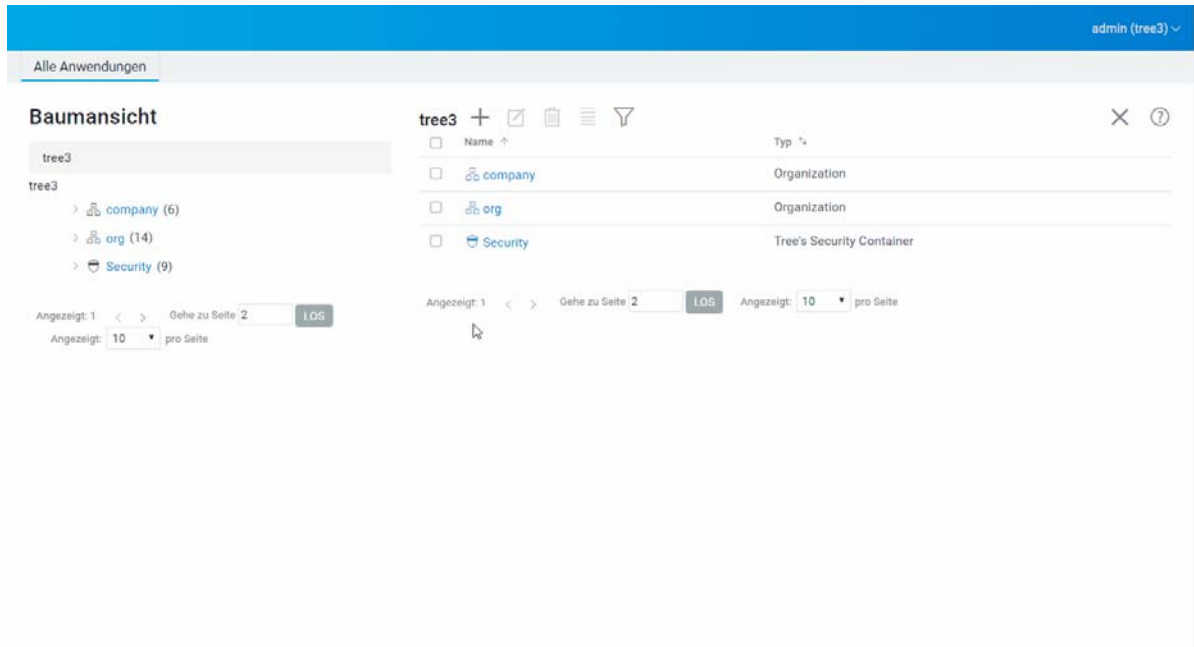 admin (tree3)
Alle Anwendungen
Baumansicht
tree3
tree3
company (6)
org (14)
Security (9)
Angezeigt: 1 < > Gehe zu Seite 2 LOS
Angezeigt: 10 pro Seite
tree3
Name Typ
company Organization
org Organization
Security Tree's Security Container
Angezeigt: 1 < > Gehe zu Seite 2 LOS Angezeigt: 10 pro Seite